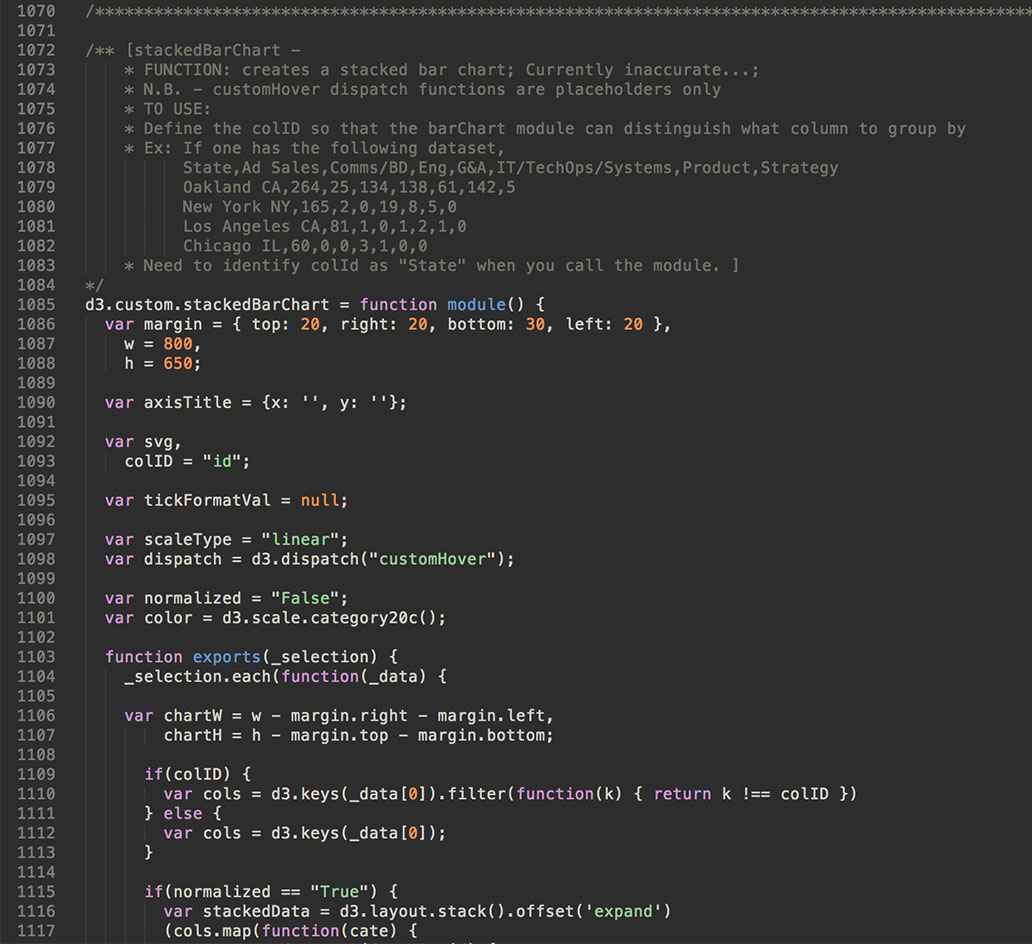 1070 /************************************************************************************************
1071
1072 /** [stackedBarChart -
1073 * FUNCTION: creates a stacked bar chart; Currently inaccurate...;
1074 * N.B. - customHover dispatch functions are placeholders only
1075 * TO USE:
1076 * Define the colID so that the barChart module can distinguish what column to group by
1077 * Ex: If one has the following dataset,
1078 State,Ad Sales,Comms/BD,Eng,G&A,IT/TechOps/Systems,Product,Strategy
1079 Oakland CA,264,25,134,138,61,142,5
1080 New York NY,165,2,0,19,8,5,0
1081 Los Angeles CA,81,1,0,1,2,1,0
1082 Chicago IL,60,0,0,3,1,0,0
1083 * Need to identify colId as "State" when you call the module. ]
1084 */
1085 d3.custom.stackedBarChart = function module() {
1086 var margin = { top: 20, right: 20, bottom: 30, left: 20 },
1087 w = 800,
1088 h = 650;
1089
1090 var axisTitle = {x: '', y: ''};
1091
1092 var svg,
1093 colID = "id";
1094
1095 var tickFormatVal = null;
1096
1097 var scaleType = "linear";
1098 var dispatch = d3.dispatch("customHover");
1099
1100 var normalized = "False";
1101 var color = d3.scale.category20c();
1102
1103 function exports(_selection) {
1104 _selection.each(function(_data) {
1105
1106 var chartW = w - margin.right - margin.left,
1107 chartH = h - margin.top - margin.bottom;
1108
1109 if(colID) {
1110 var cols = d3.keys(_data[0]).filter(function(k) { return k !== colID })
1111 } else {
1112 var cols = d3.keys(_data[0]);
1113 }
1114
1115 if(normalized == "True") {
1116 var stackedData = d3.layout.stack().offset('expand')
1117 (cols.map(function(cate) {